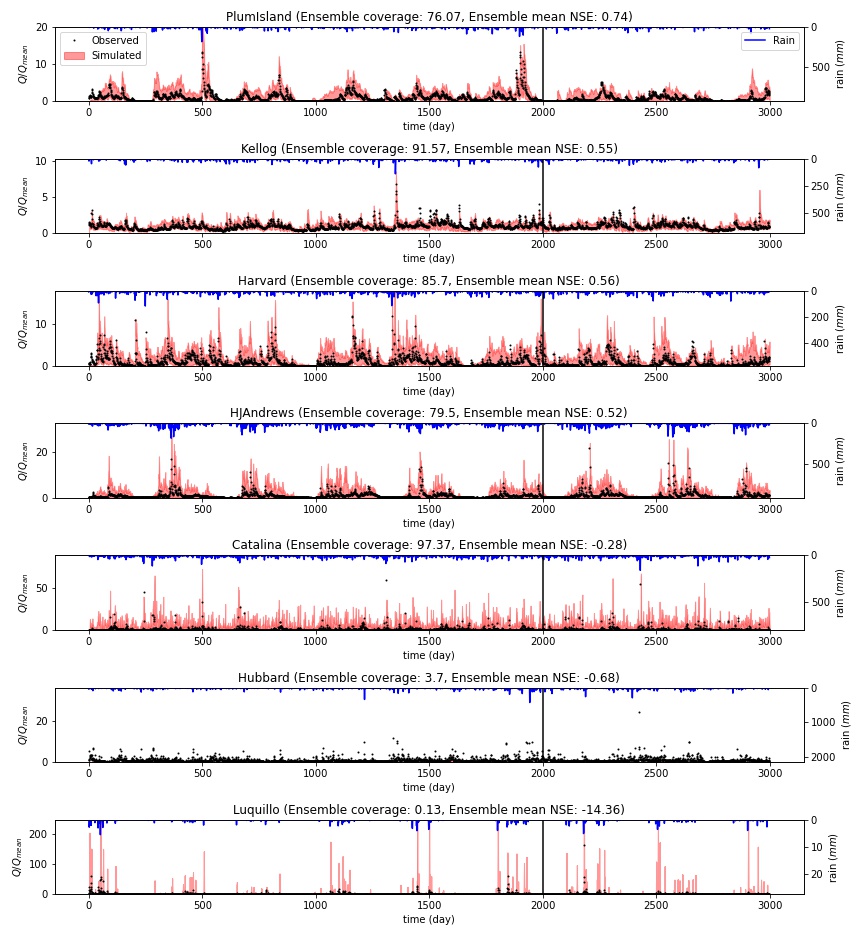 PlumIsland (Ensemble coverage: 76.07, Ensemble mean NSE: 0.74)
20
10
0
Q/Q_mean
Observed
Simulated
Rain
0
500
rain (mm)
0 500 1000 1500 2000 2500 3000
time (day)
Kellog (Ensemble coverage: 91.57, Ensemble mean NSE: 0.55)
10
5
0
Q/Q_mean
0
250
500
rain (mm)
0 500 1000 1500 2000 2500 3000
time (day)
Harvard (Ensemble coverage: 85.7, Ensemble mean NSE: 0.56)
10
0
Q/Q_mean
0
200
400
rain (mm)
0 500 1000 1500 2000 2500 3000
time (day)
HJAndrews (Ensemble coverage: 79.5, Ensemble mean NSE: 0.52)
20
0
Q/Q_mean
0
500
rain (mm)
0 500 1000 1500 2000 2500 3000
time (day)
Catalina (Ensemble coverage: 97.37, Ensemble mean NSE: -0.28)
50
0
Q/Q_mean
0
500
rain (mm)
0 500 1000 1500 2000 2500 3000
time (day)
Hubbard (Ensemble coverage: 3.7, Ensemble mean NSE: -0.68)
20
0
Q/Q_mean
0
1000
2000
rain (mm)
0 500 1000 1500 2000 2500 3000
time (day)
Luquillo (Ensemble coverage: 0.13, Ensemble mean NSE: -14.36)
200
100
0
Q/Q_mean
0
10
20
rain (mm)
0 500 1000 1500 2000 2500 3000
time (day)